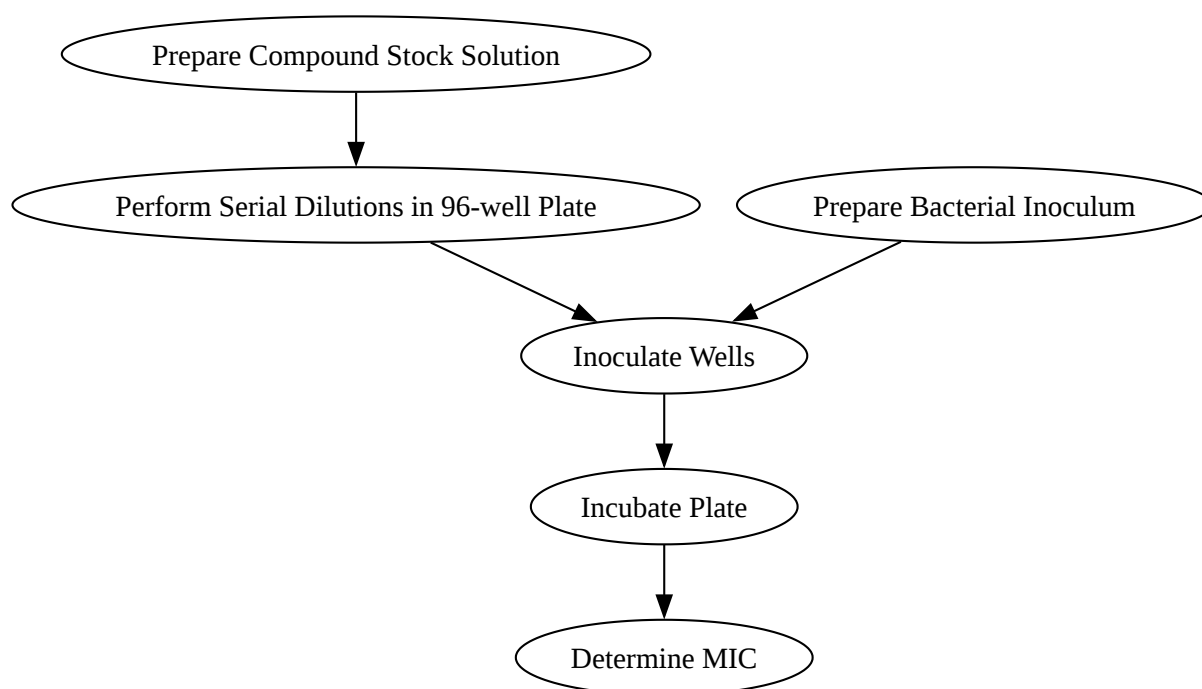 Prepare Compound Stock Solution
Perform Serial Dilutions in 96-well Plate
Prepare Bacterial Inoculum
Inoculate Wells
Incubate Plate
Determine MIC